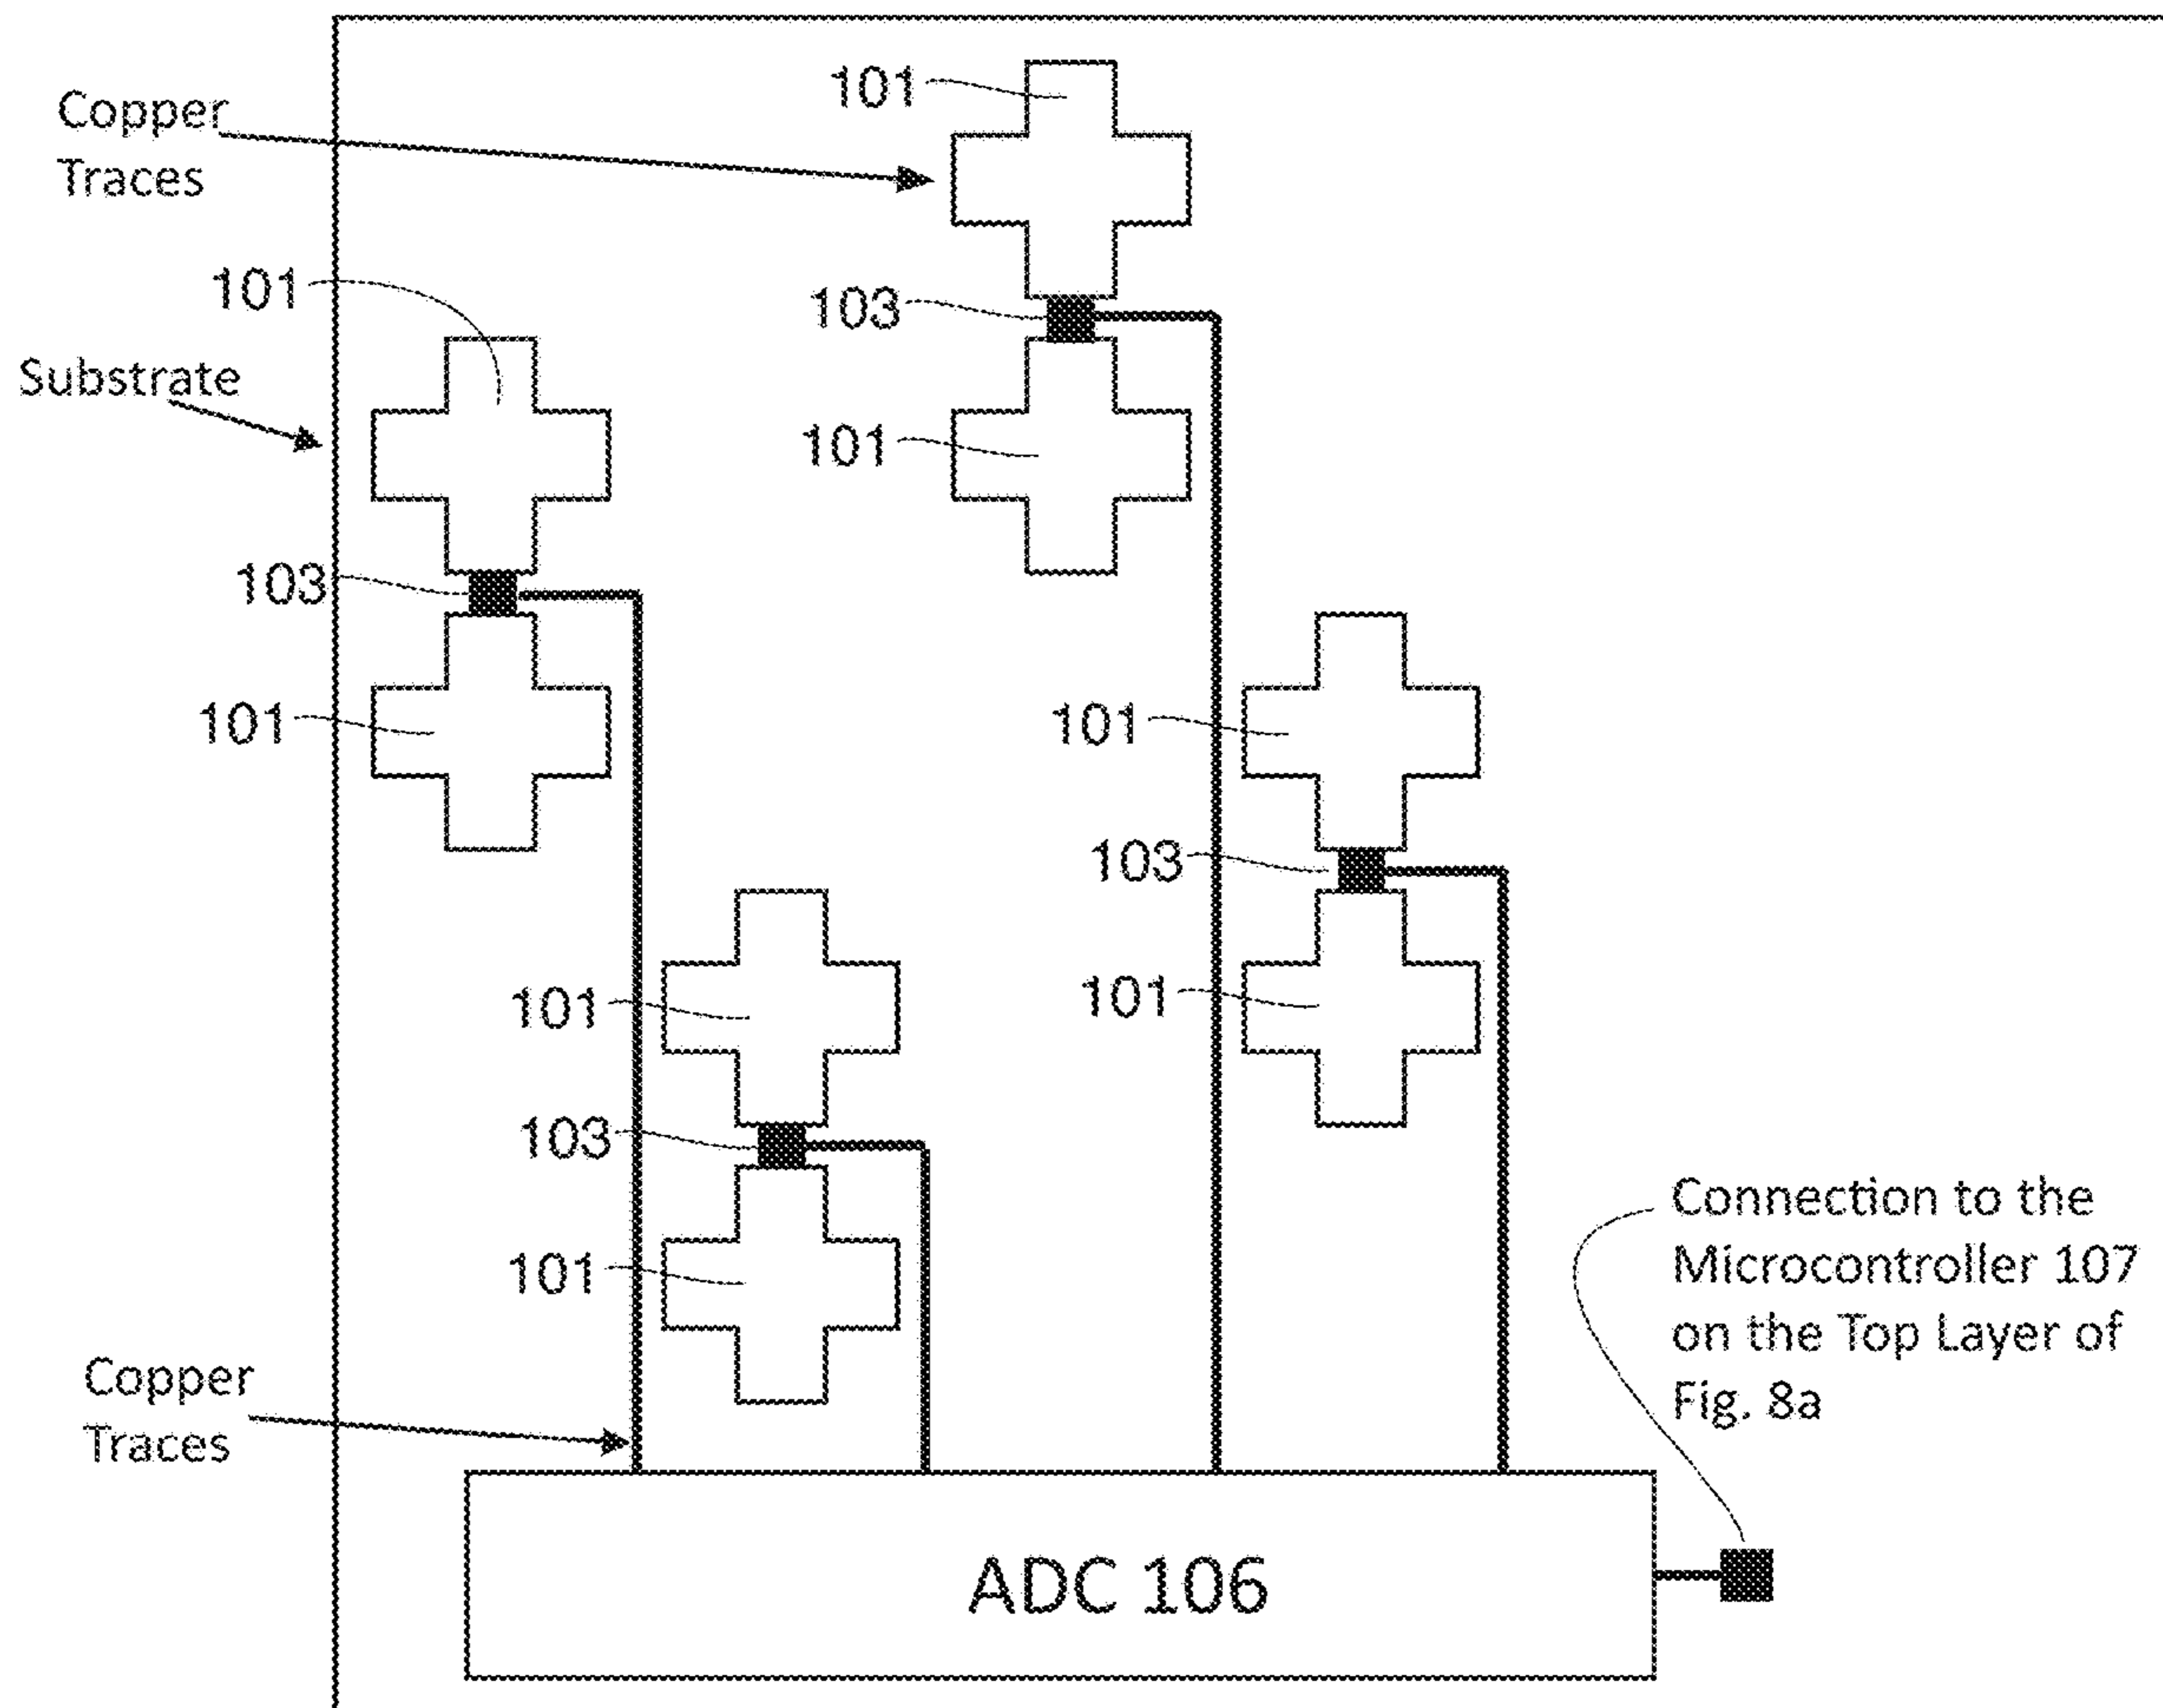 101
Copper
Traces
101
103
Substrate
101
103
101
101
103
101
101
103
101
Connection to the
Microcontroller 107
on the Top Layer of
Fig. 8a
101
Copper
Traces
ADC 106